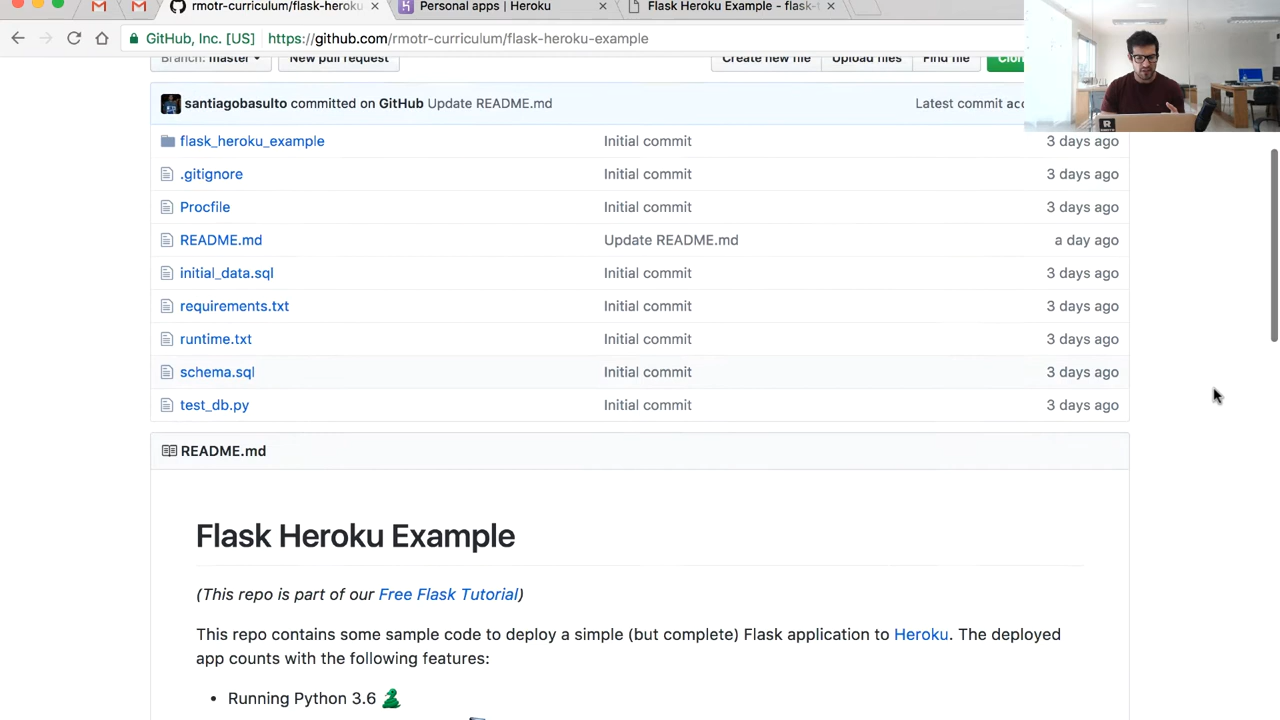 rmotr-curriculum/flask-heroku
Personal apps | Heroku
Flask Heroku Example - flask-t
GitHub, Inc. [US]
https://github.com/rmotr-curriculum/flask-heroku-example
Branch: master
New pull request
Create new file
Upload files
Find file
Clon
santiagobasulto committed on GitHub Update README.md
Latest commit acc
flask_heroku_example Initial commit 3 days ago
.gitignore Initial commit 3 days ago
Procfile Initial commit 3 days ago
README.md Update README.md a day ago
initial_data.sql Initial commit 3 days ago
requirements.txt Initial commit 3 days ago
runtime.txt Initial commit 3 days ago
schema.sql Initial commit 3 days ago
test_db.py Initial commit 3 days ago
README.md
Flask Heroku Example
(This repo is part of our Free Flask Tutorial)
This repo contains some sample code to deploy a simple (but complete) Flask application to Heroku. The deployed
app counts with the following features:
• Running Python 3.6